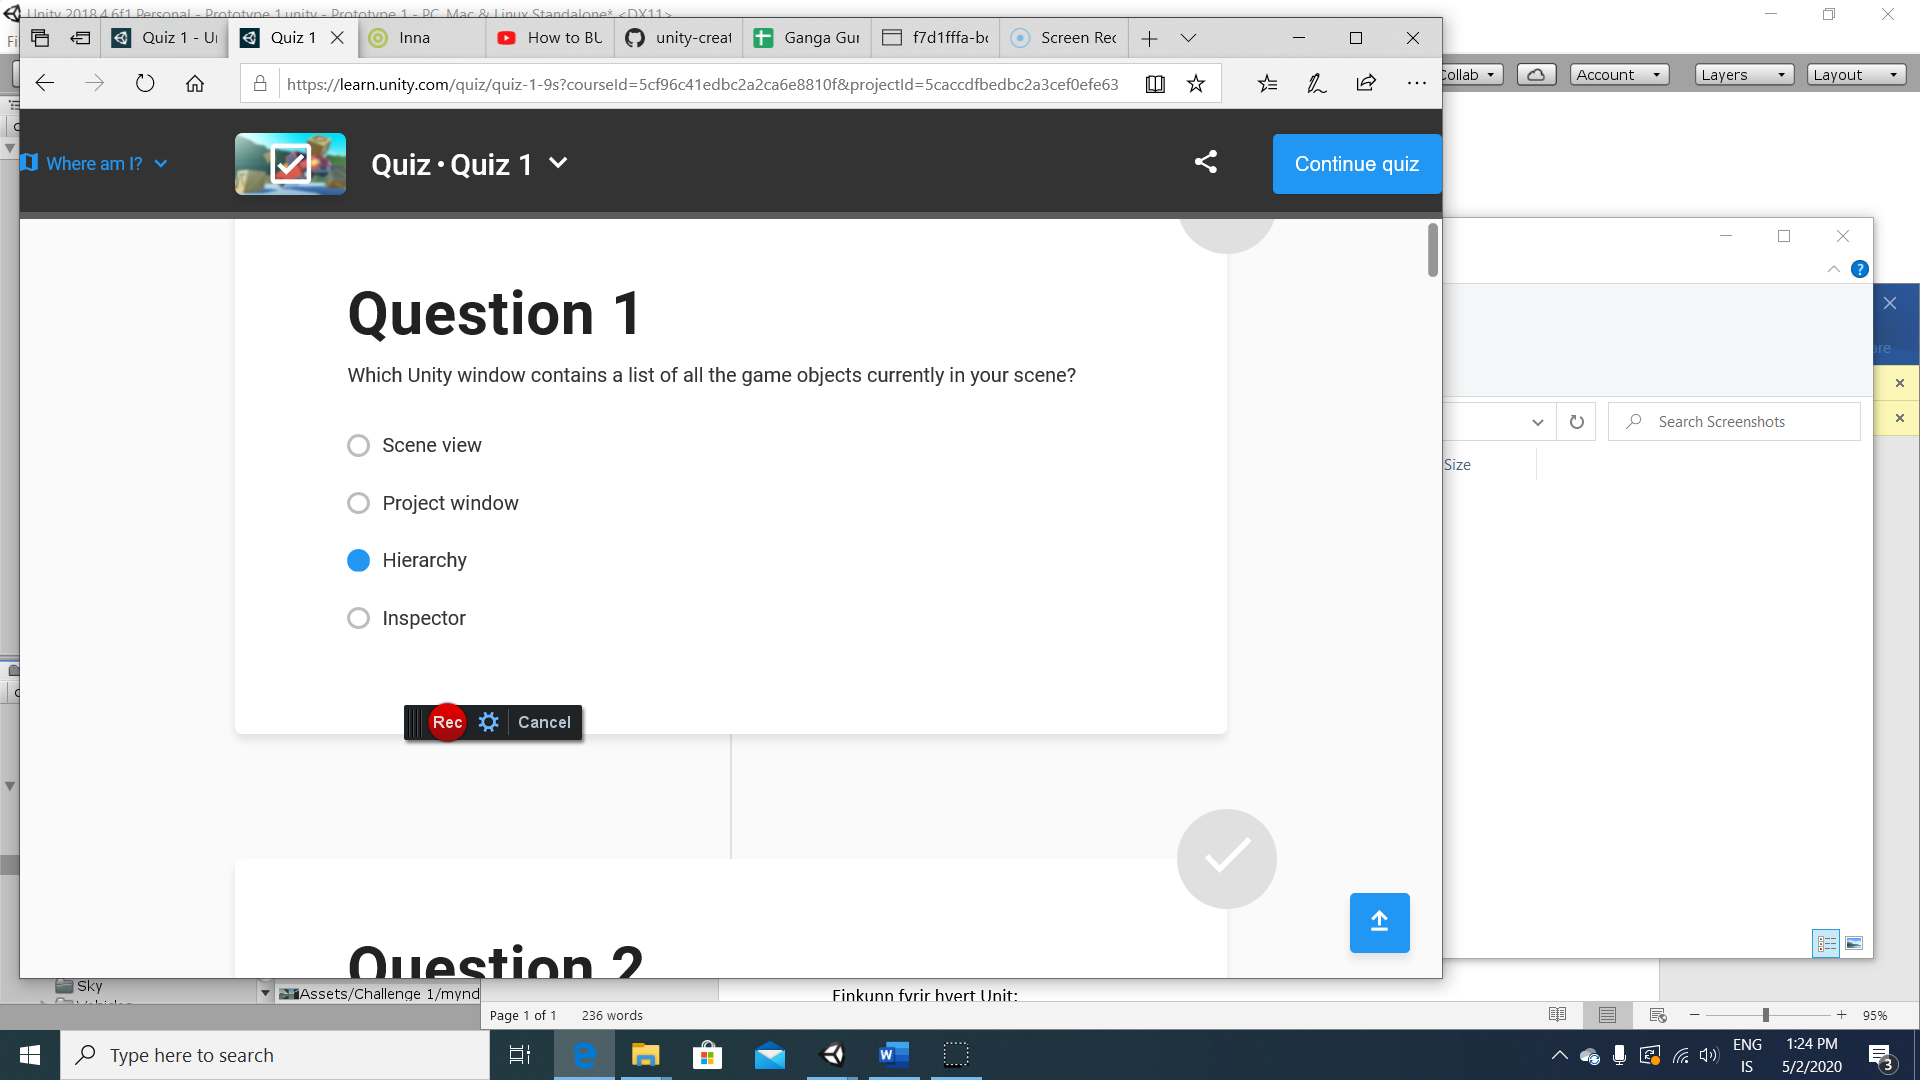 Unity 2018.4.6f1 Personal - Prototype 1.unity - Prototype 1 - PC, Mac & Linux Standalone* <DX11>
Fi
Quiz 1 - Ur
Quiz 1
Inna
How to BU
unity-creat
Ganga Gur
f7d1fffa-bc
Screen Rec
https://learn.unity.com/quiz/quiz-1-9s?courseId=5cf96c41edbc2a2ca6e8810f&projectId=5caccdfbedbc2a3cef0efe63
Collab
Account
Layers
Layout
Where am I?
Quiz · Quiz 1
Continue quiz
Question 1
Which Unity window contains a list of all the game objects currently in your scene?
Scene view
Project window
Hierarchy
Inspector
Rec
Cancel
Question 2
Search Screenshots
Size
are
Sky
Vehicles
Assets/Challenge 1/mynd
Einkunn fyrir hvert Unit:
Page 1 of 1
236 words
95%
Type here to search
ENG
IS
1:24 PM
5/2/2020
3